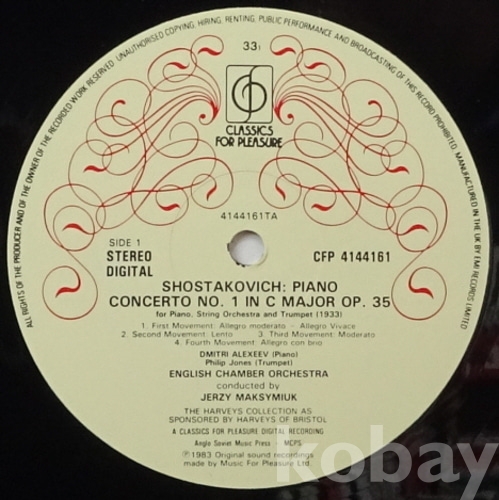 ALL RIGHTS OF THE PRODUCER AND OF THE OWNER OF THE RECORDED WORK RESERVED. UNAUTHORISED COPYING, HIRING, RENTING, PUBLIC PERFORMANCE AND BROADCASTING OF THIS RECORD PROHIBITED. MANUFACTURED IN THE UK BY EMI RECORDS LIMITED
33⅓
CLASSICS
FOR PLEASURE
4144161TA
SIDE 1
STEREO
DIGITAL
CFP 4144161
SHOSTAKOVICH: PIANO
CONCERTO NO. 1 IN C MAJOR OP. 35
for Piano, String Orchestra and Trumpet (1933)
1. First Movement: Allegro moderato - Allegro Vivace
2. Second Movement: Lento 3. Third Movement: Moderato
4. Fourth Movement: Allegro con brio
DMITRI ALEXEEV (Piano)
Philip Jones (Trumpet)
ENGLISH CHAMBER ORCHESTRA
conducted by
JERZY MAKSYMIUK
THE HARVEYS COLLECTION AS
SPONSORED BY HARVEYS OF BRISTOL
A CLASSICS FOR PLEASURE DIGITAL RECORDING
Anglo Soviet Music Press MCPS
℗ 1983 Original sound recordings
made by Music For Pleasure Ltd.
kobay